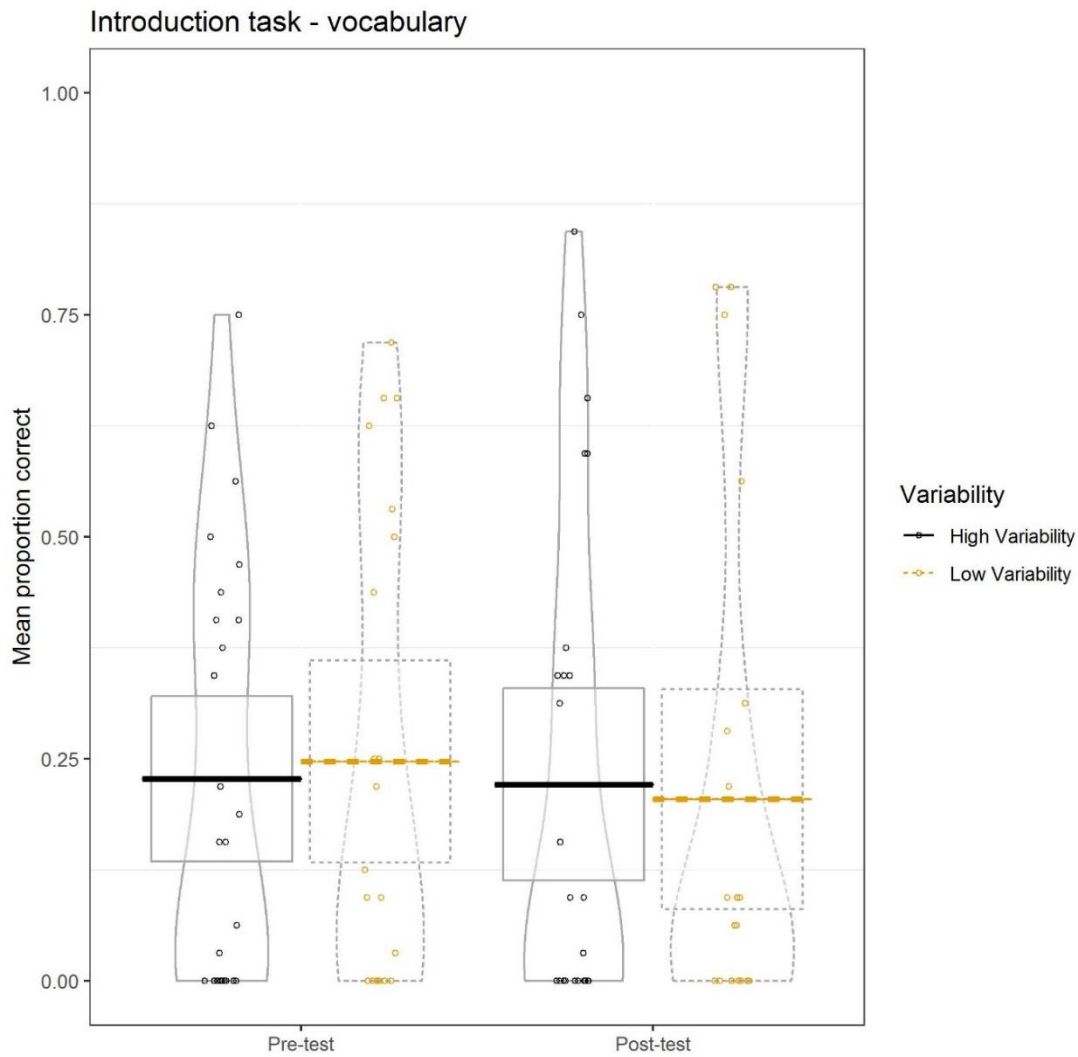 Introduction task - vocabulary
1.00
0.75
0.50
0.25
0.00
Mean proportion correct
Pre-test
Post-test
Variability
High Variability
Low Variability